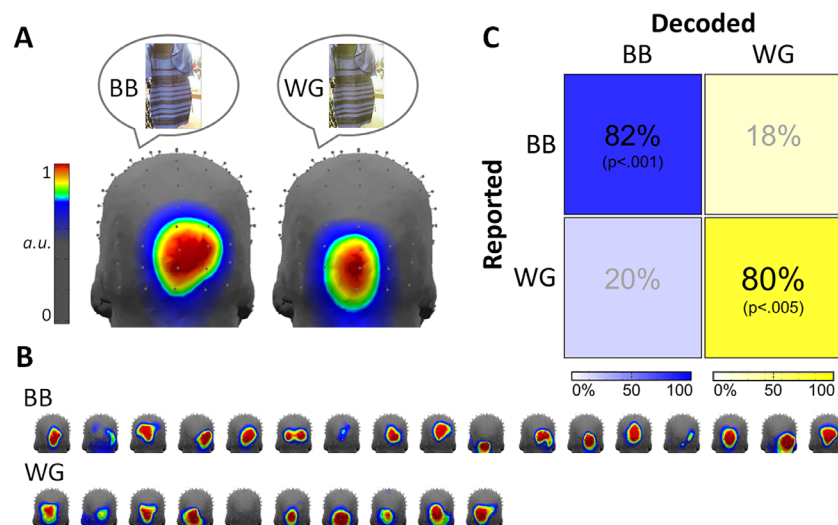 A
BB
WG
1
a.u.
0
B
BB
WG
C
Decoded
BB
WG
Reported
BB
82%
(p<.001)
18%
WG
20%
80%
(p<.005)
0%
50
100
0%
50
100